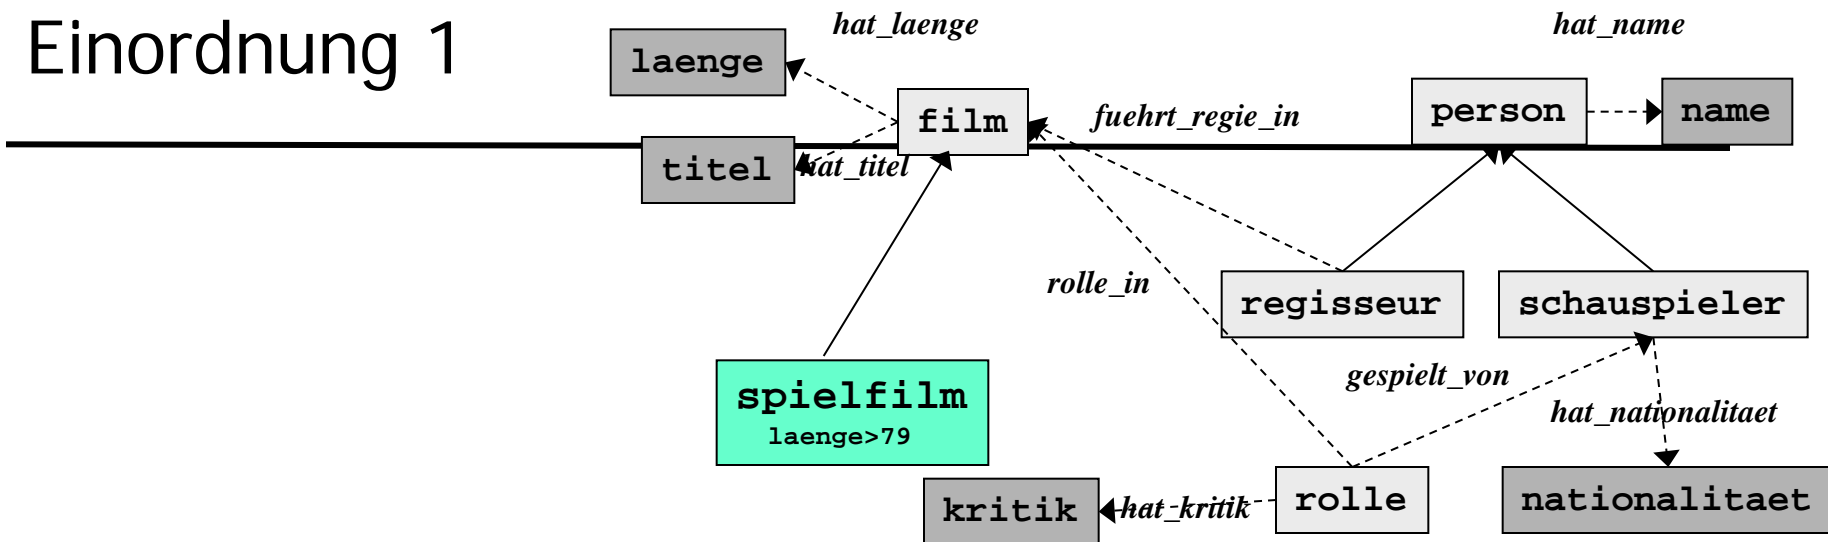 Einordnung 1
hat_laenge
hat_name
laenge
film
fuehrt_regie_in
person
name
titel
hat_titel
rolle_in
regisseur
schauspieler
spielfilm
laenge>79
gespielt_von
hat_nationalitaet
kritik
hat_kritik
rolle
nationalitaet